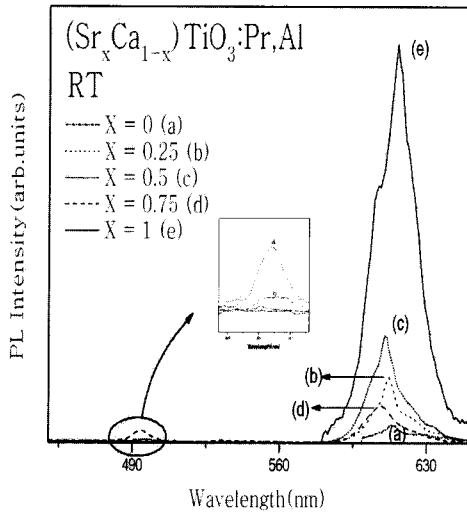 (SrₓCa₁₋ₓ)TiO₃:Pr,Al
RT
X = 0 (a)
X = 0.25 (b)
X = 0.5 (c)
X = 0.75 (d)
X = 1 (e)
(e)
(c)
(b)
(d)
(a)
PL Intensity(arb.units)
490
560
630
Wavelength(nm)